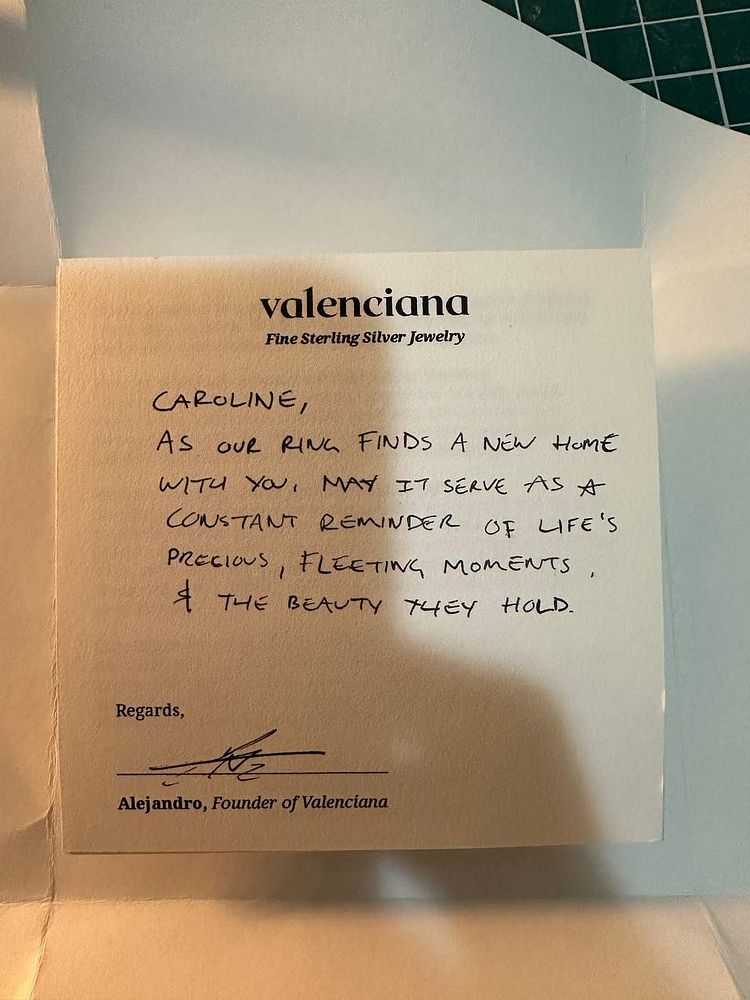 valenciana
Fine Sterling Silver Jewelry
CAROLINE,
AS OUR RING FINDS A NEW HOME
WITH YOU, MAY IT SERVE AS A
CONSTANT REMINDER OF LIFE'S
PRECIOUS, FLEETING MOMENTS,
& THE BEAUTY THEY HOLD.
Regards,
Alejandro, Founder of Valenciana